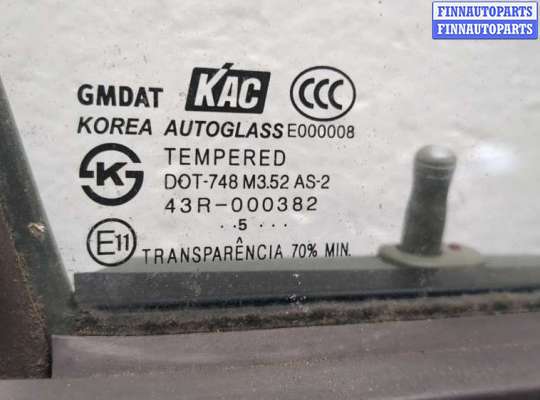 FINNAUTOPARTS
FINNAUTOPARTS
GMDAT KAC CCC
KOREA AUTOGLASS E000008
K S TEMPERED
DOT-748 M3.52 AS-2
43R-000382
. . 5 . . .
E11 TRANSPARÊNCIA 70% MIN.